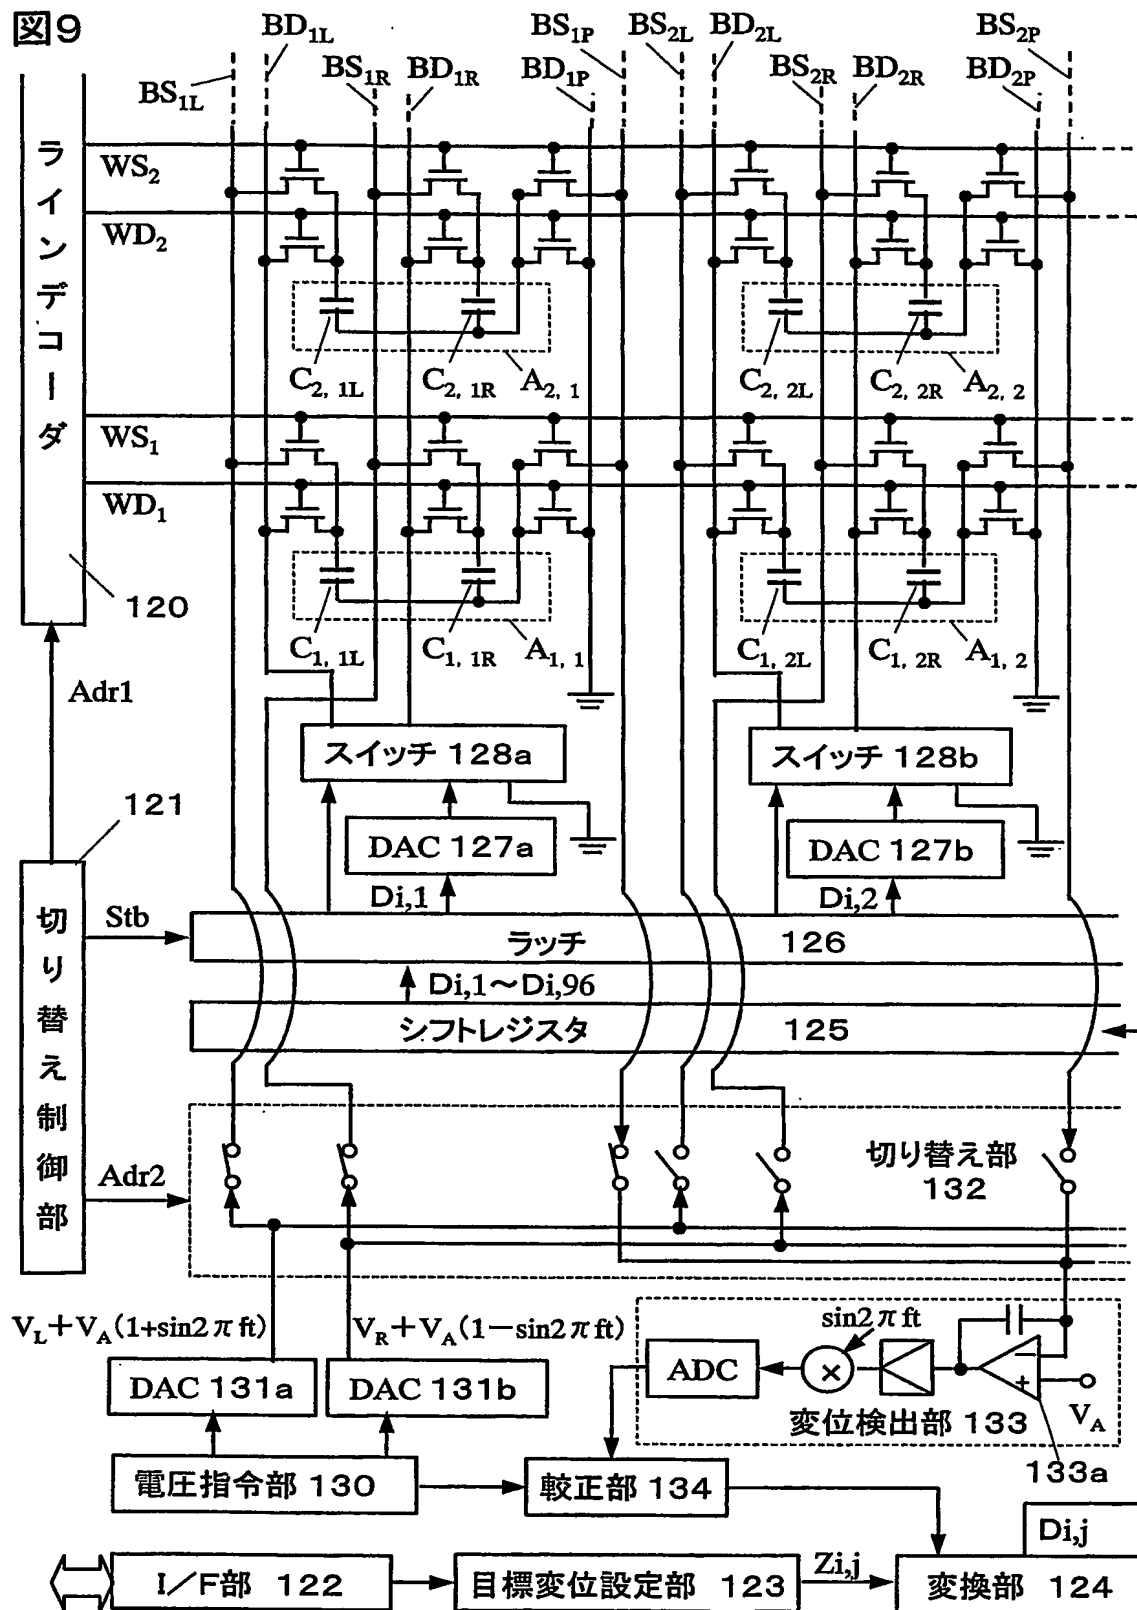 図9
BD1L
BS1P
BS2L
BD2L
BS2P
BS1L
BS1R
BD1R
BD1P
BS2R
BD2R
BD2P
ラインデコーダ
WS2
WD2
C2, 1L
C2, 1R
A2, 1
C2, 2L
C2, 2R
A2, 2
WS1
WD1
120
C1, 1L
C1, 1R
A1, 1
C1, 2L
C1, 2R
A1, 2
Adr1
スイッチ 128a
スイッチ 128b
121
DAC 127a
DAC 127b
Di,1
Di,2
切り替え制御部
Stb
ラッチ 126
Di,1～Di,96
シフトレジスタ 125
Adr2
切り替え部
132
VL＋VA(1+sin2πft)
VR＋VA(1－sin2πft)
sin2πft
ADC
×
－
＋
VA
DAC 131a
DAC 131b
変位検出部 133
133a
電圧指令部 130
較正部 134
Di,j
I／F部 122
目標変位設定部 123
Zi,j
変換部 124